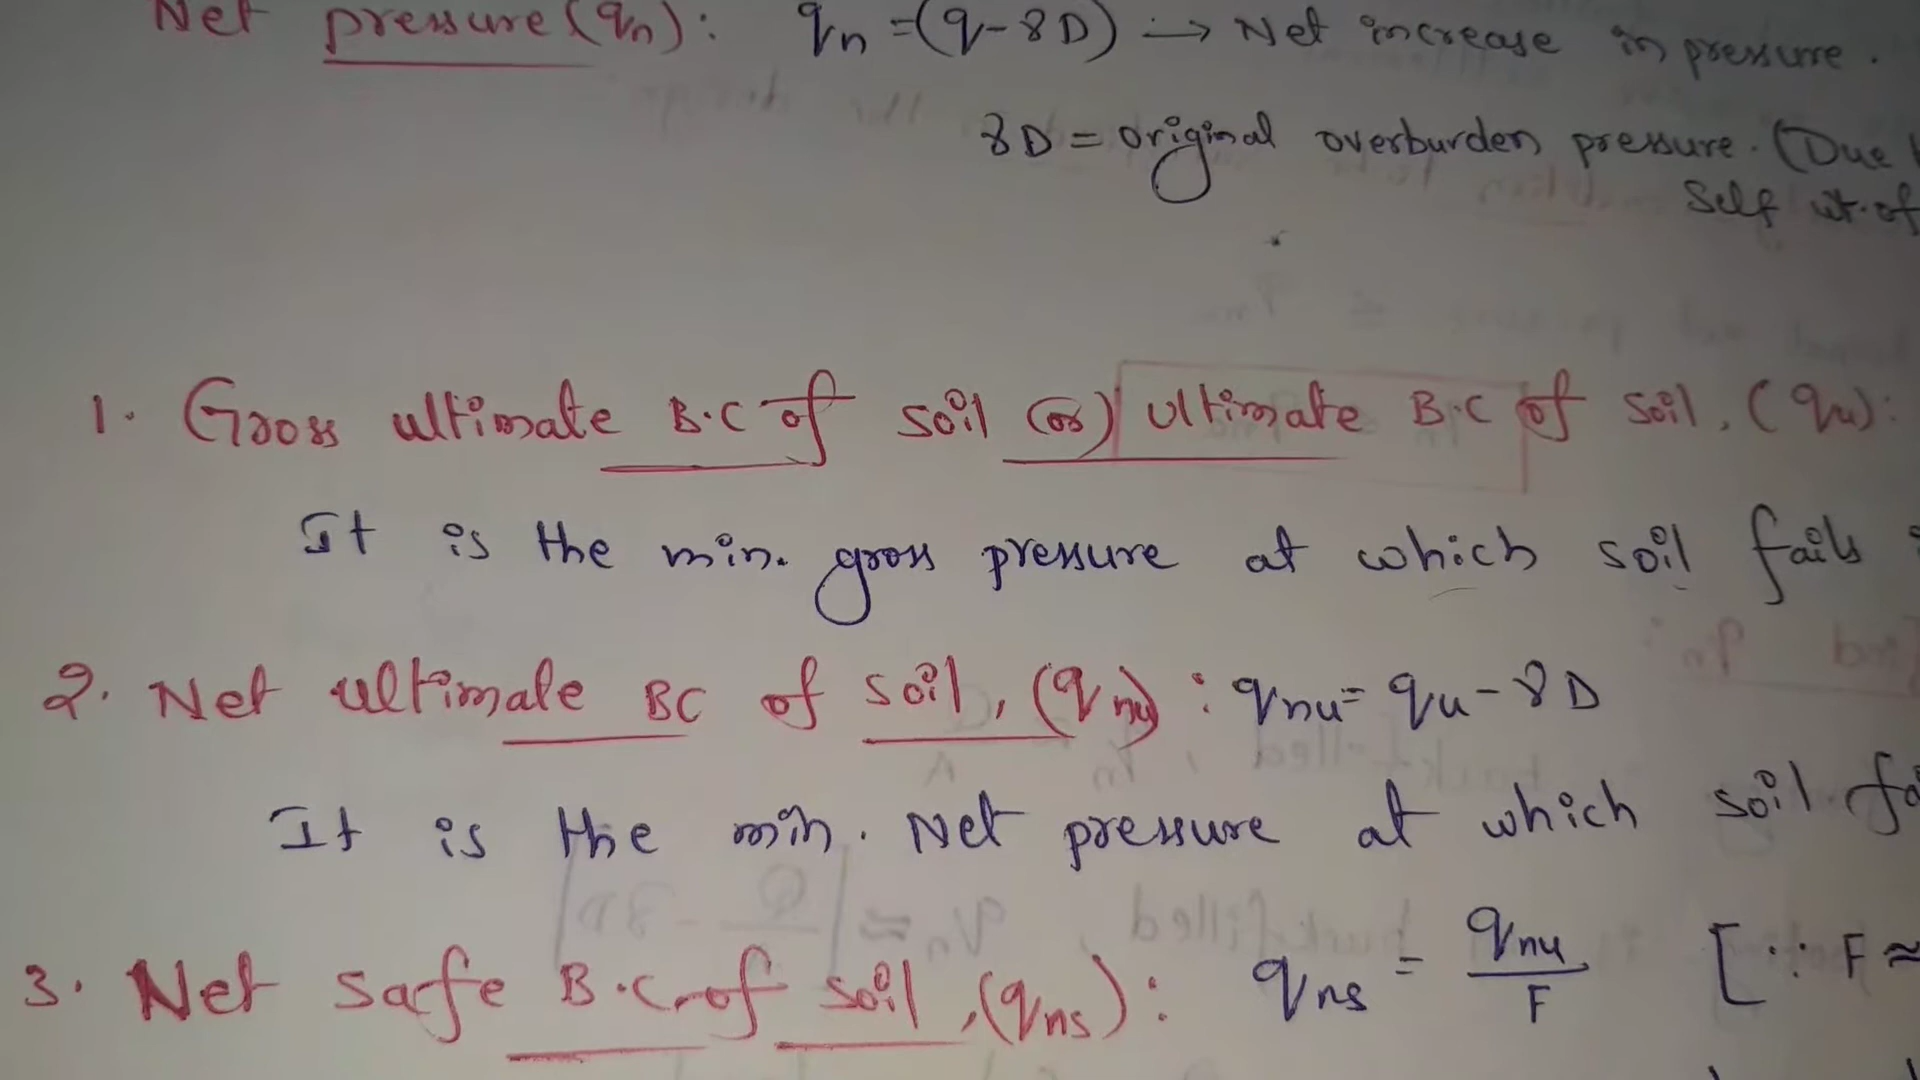 Net pressure (qn): qn = (q - γD) → Net increase in pressure.
γD = original overburden pressure. (Due
Self wt. of
1. Gross ultimate B.C of soil (or) ultimate B.C of soil, (qu):
It is the min. gross pressure at which soil fails
2. Net ultimate BC of soil, (qnu): qnu = qu - γD
It is the min. Net pressure at which soil
3. Net safe B.C of soil, (qns): qns = qnu/F [∵ F ≈